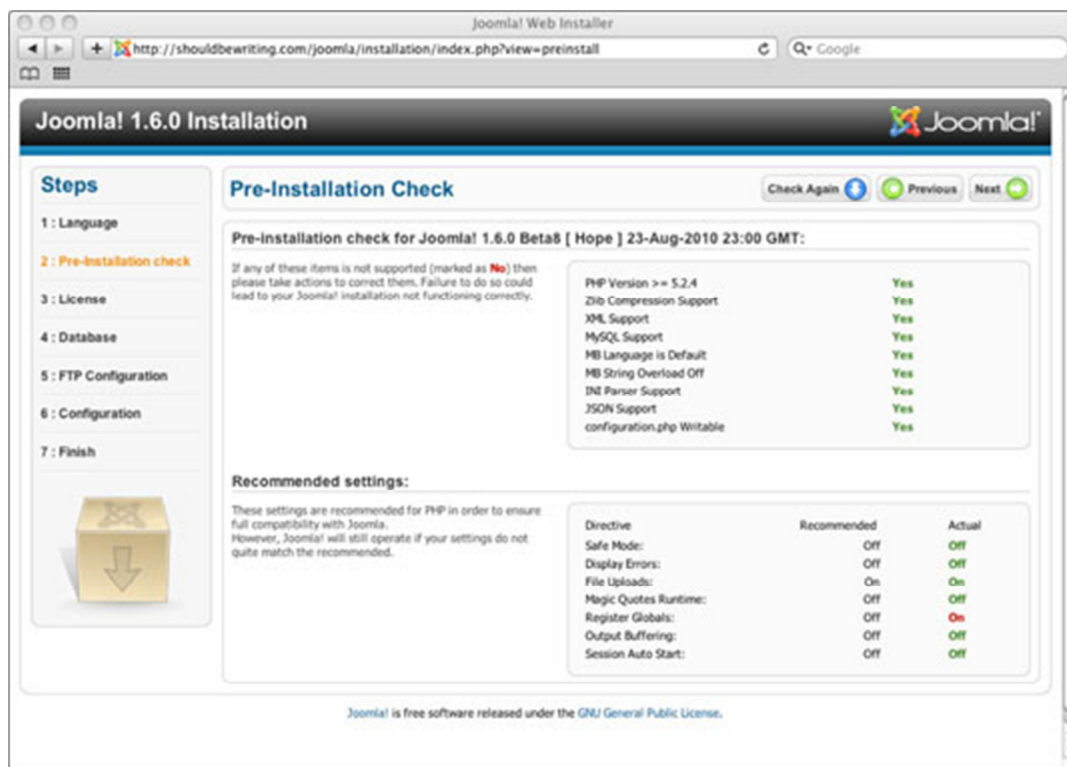 Joomla! Web Installer
http://shouldbewriting.com/joomla/installation/index.php?view=preinstall
Google
Joomla! 1.6.0 Installation
Joomla!
Steps
1 : Language
2 : Pre-Installation check
3 : License
4 : Database
5 : FTP Configuration
6 : Configuration
7 : Finish
Pre-Installation Check
Check Again
Previous
Next
Pre-installation check for Joomla! 1.6.0 Beta8 [ Hope ] 23-Aug-2010 23:00 GMT:
If any of these items is not supported (marked as No) then
please take actions to correct them. Failure to do so could
lead to your Joomla! installation not functioning correctly.
PHP Version >= 5.2.4 Yes
Zlib Compression Support Yes
XML Support Yes
MySQL Support Yes
MB Language is Default Yes
MB String Overload Off Yes
INI Parser Support Yes
JSON Support Yes
configuration.php Writable Yes
Recommended settings:
These settings are recommended for PHP in order to ensure
full compatibility with Joomla.
However, Joomla! will still operate if your settings do not
quite match the recommended.
Directive Recommended Actual
Safe Mode: Off Off
Display Errors: Off Off
File Uploads: On On
Magic Quotes Runtime: Off Off
Register Globals: Off On
Output Buffering: Off Off
Session Auto Start: Off Off
Joomla! is free software released under the GNU General Public License.